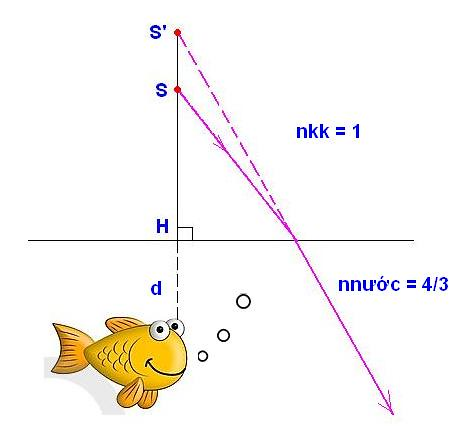 S'
S
nkk = 1
H
d
nnước = 4/3